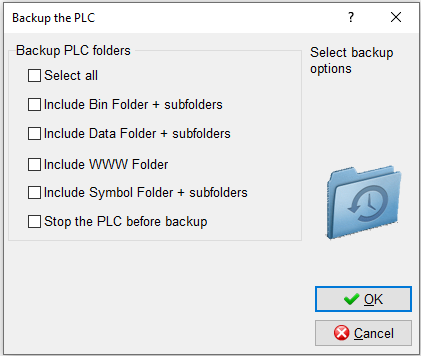 Backup the PLC
?
Backup PLC folders
Select all
Include Bin Folder + subfolders
Include Data Folder + subfolders
Include WWW Folder
Include Symbol Folder + subfolders
Stop the PLC before backup
Select backup
options
OK
Cancel